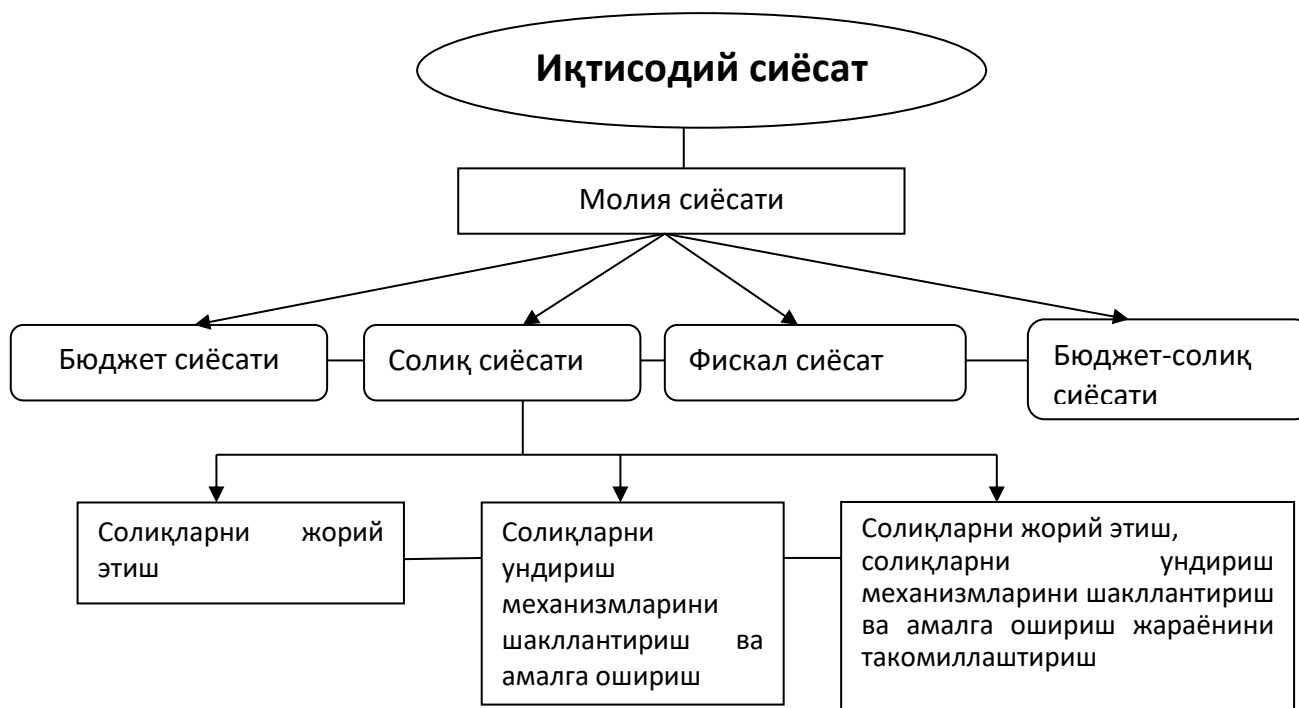 Иқтисодий сиёсат
Молия сиёсати
Бюджет сиёсати
Солиқ сиёсати
Фискал сиёсат
Бюджет-солиқ
сиёсати
Солиқларни жорий
этиш
Солиқларни
ундириш
механизмларини
шакллантириш ва
амалга ошириш
Солиқларни жорий этиш,
солиқларни ундириш
механизмларини шакллантириш
ва амалга ошириш жараёнини
такомиллаштириш